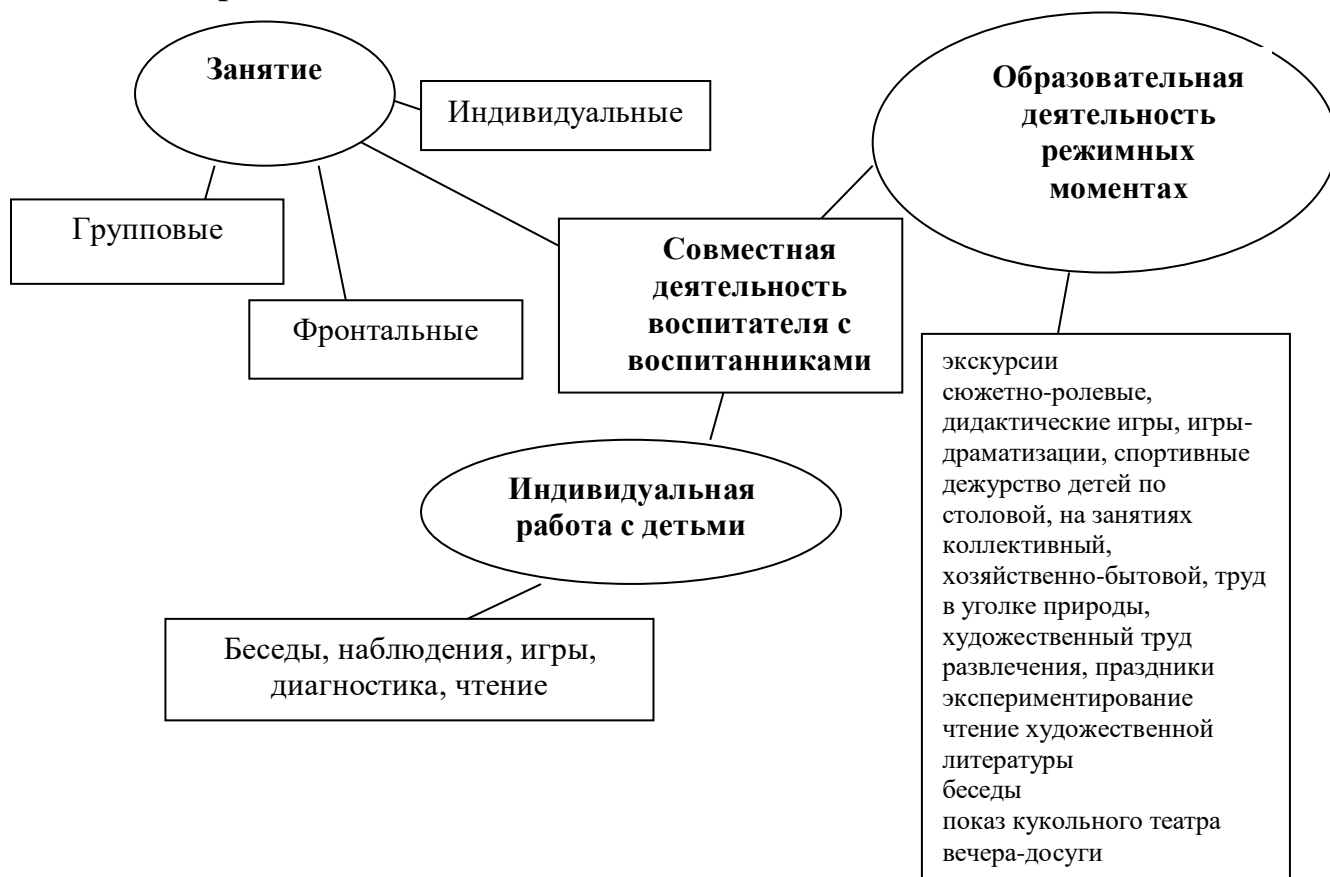 Занятие
Индивидуальные
Групповые
Фронтальные
Образовательная
деятельность
режимных
моментах
Совместная
деятельность
воспитателя с
воспитанниками
Индивидуальная
работа с детьми
Беседы, наблюдения, игры,
диагностика, чтение
экскурсии
сюжетно-ролевые,
дидактические игры, игры-
драматизации, спортивные
дежурство детей по
столовой, на занятиях
коллективный,
хозяйственно-бытовой, труд
в уголке природы,
художественный труд
развлечения, праздники
экспериментирование
чтение художественной
литературы
беседы
показ кукольного театра
вечера-досуги